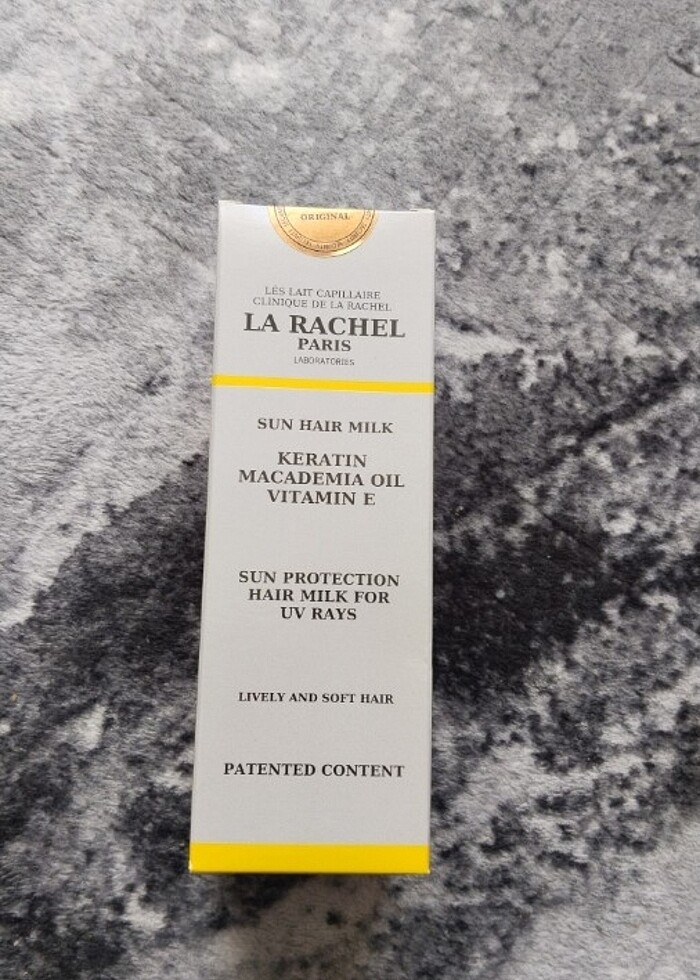 ORIGINAL
LES LAIT CAPILLAIRE
CLINIQUE DE LA RACHEL
LA RACHEL
PARIS
LABORATORIES
SUN HAIR MILK
KERATIN
MACADEMIA OIL
VITAMIN E
SUN PROTECTION
HAIR MILK FOR
UV RAYS
LIVELY AND SOFT HAIR
PATENTED CONTENT